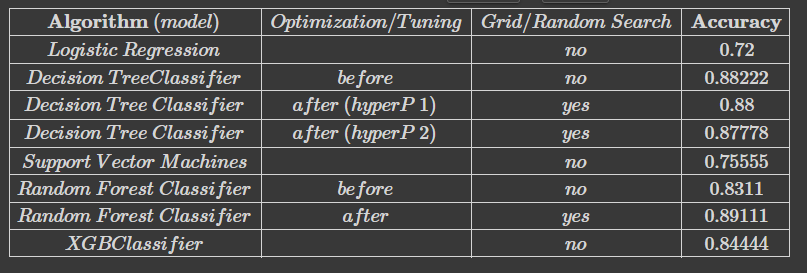 Algorithm (model) Optimization/Tuning Grid/Random Search Accuracy
Logistic Regression no 0.72
Decision TreeClassifier before no 0.88222
Decision Tree Classifier after (hyperP 1) yes 0.88
Decision Tree Classifier after (hyperP 2) yes 0.87778
Support Vector Machines no 0.75555
Random Forest Classifier before no 0.8311
Random Forest Classifier after yes 0.89111
XGBClassifier no 0.84444